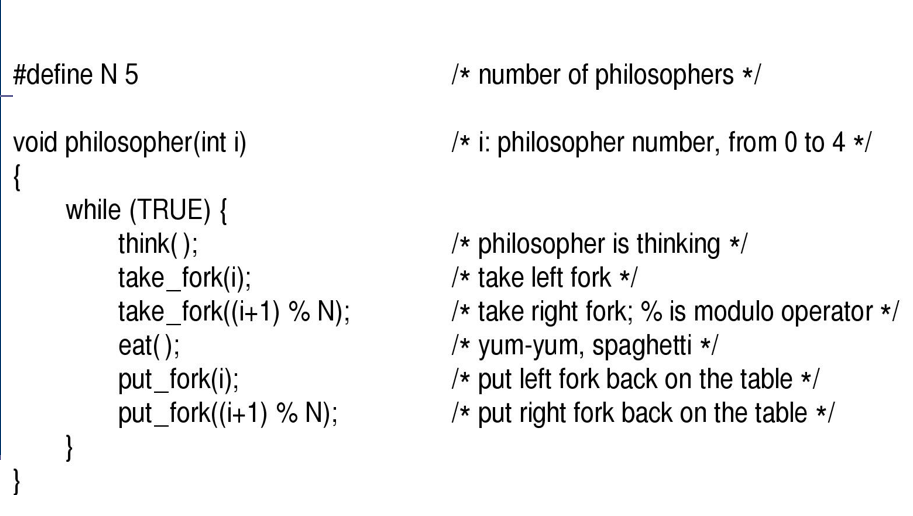 #define N 5 /* number of philosophers */
void philosopher(int i) /* i: philosopher number, from 0 to 4 */
{
while (TRUE) {
think( ); /* philosopher is thinking */
take_fork(i); /* take left fork */
take_fork((i+1) % N); /* take right fork; % is modulo operator */
eat( ); /* yum-yum, spaghetti */
put_fork(i); /* put left fork back on the table */
put_fork((i+1) % N); /* put right fork back on the table */
}
}